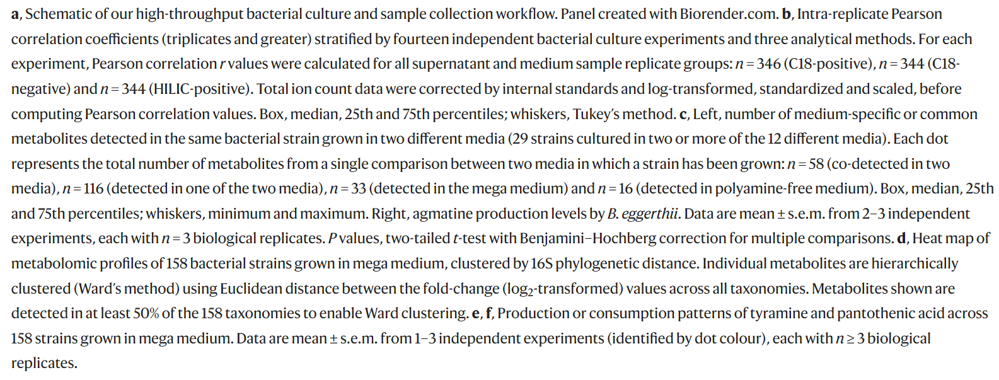 a, Schematic of our high-throughput bacterial culture and sample collection workflow. Panel created with Biorender.com. b, Intra-replicate Pearson
correlation coefficients (triplicates and greater) stratified by fourteen independent bacterial culture experiments and three analytical methods. For each
experiment, Pearson correlation r values were calculated for all supernatant and medium sample replicate groups: n = 346 (C18-positive), n = 344 (C18-
negative) and n = 344 (HILIC-positive). Total ion count data were corrected by internal standards and log-transformed, standardized and scaled, before
computing Pearson correlation values. Box, median, 25th and 75th percentiles; whiskers, Tukey’s method. c, Left, number of medium-specific or common
metabolites detected in the same bacterial strain grown in two different media (29 strains cultured in two or more of the 12 different media). Each dot
represents the total number of metabolites from a single comparison between two media in which a strain has been grown: n = 58 (co-detected in two
media), n = 116 (detected in one of the two media), n = 33 (detected in the mega medium) and n = 16 (detected in polyamine-free medium). Box, median, 25th
and 75th percentiles; whiskers, minimum and maximum. Right, agmatine production levels by B. eggerthii. Data are mean ± s.e.m. from 2–3 independent
experiments, each with n = 3 biological replicates. P values, two-tailed t-test with Benjamini–Hochberg correction for multiple comparisons. d, Heat map of
metabolomic profiles of 158 bacterial strains grown in mega medium, clustered by 16S phylogenetic distance. Individual metabolites are hierarchically
clustered (Ward’s method) using Euclidean distance between the fold-change (log₂-transformed) values across all taxonomies. Metabolites shown are
detected in at least 50% of the 158 taxonomies to enable Ward clustering. e, f, Production or consumption patterns of tyramine and pantothenic acid across
158 strains grown in mega medium. Data are mean ± s.e.m. from 1–3 independent experiments (identified by dot colour), each with n ≥ 3 biological
replicates.